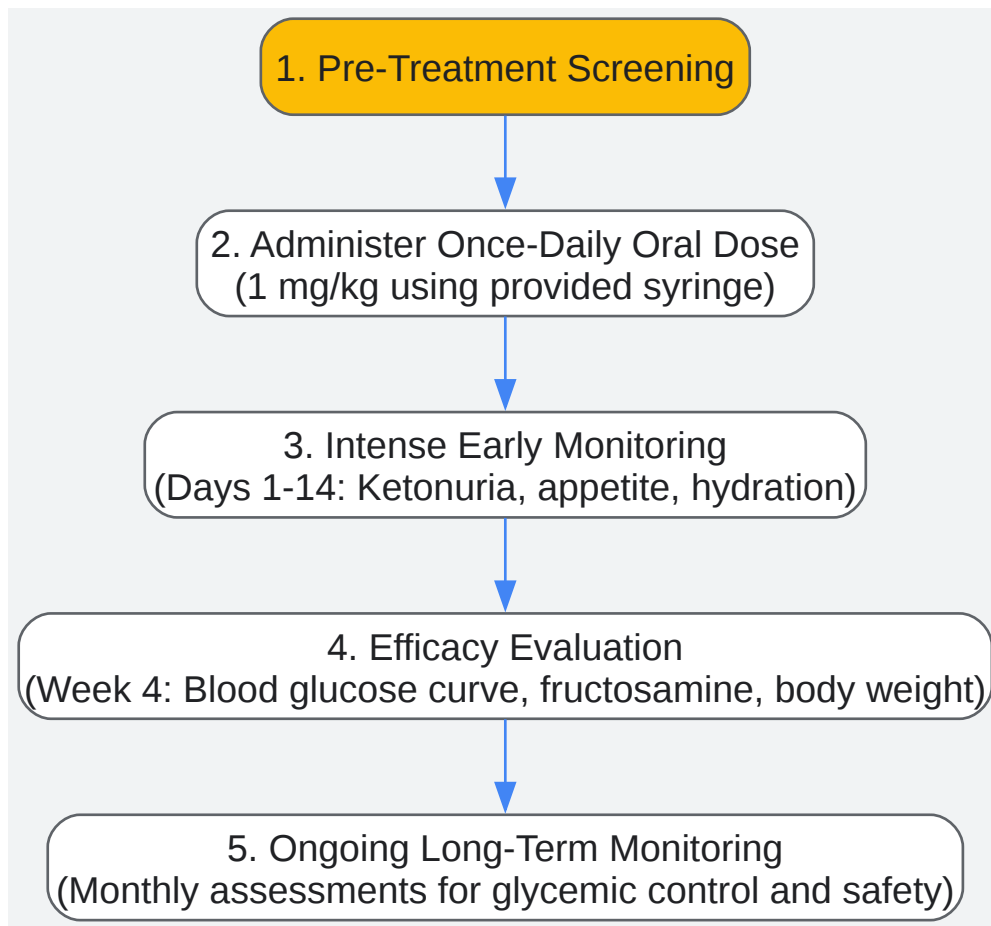 1. Pre-Treatment Screening
2. Administer Once-Daily Oral Dose
(1 mg/kg using provided syringe)
3. Intense Early Monitoring
(Days 1-14: Ketonuria, appetite, hydration)
4. Efficacy Evaluation
(Week 4: Blood glucose curve, fructosamine, body weight)
5. Ongoing Long-Term Monitoring
(Monthly assessments for glycemic control and safety)